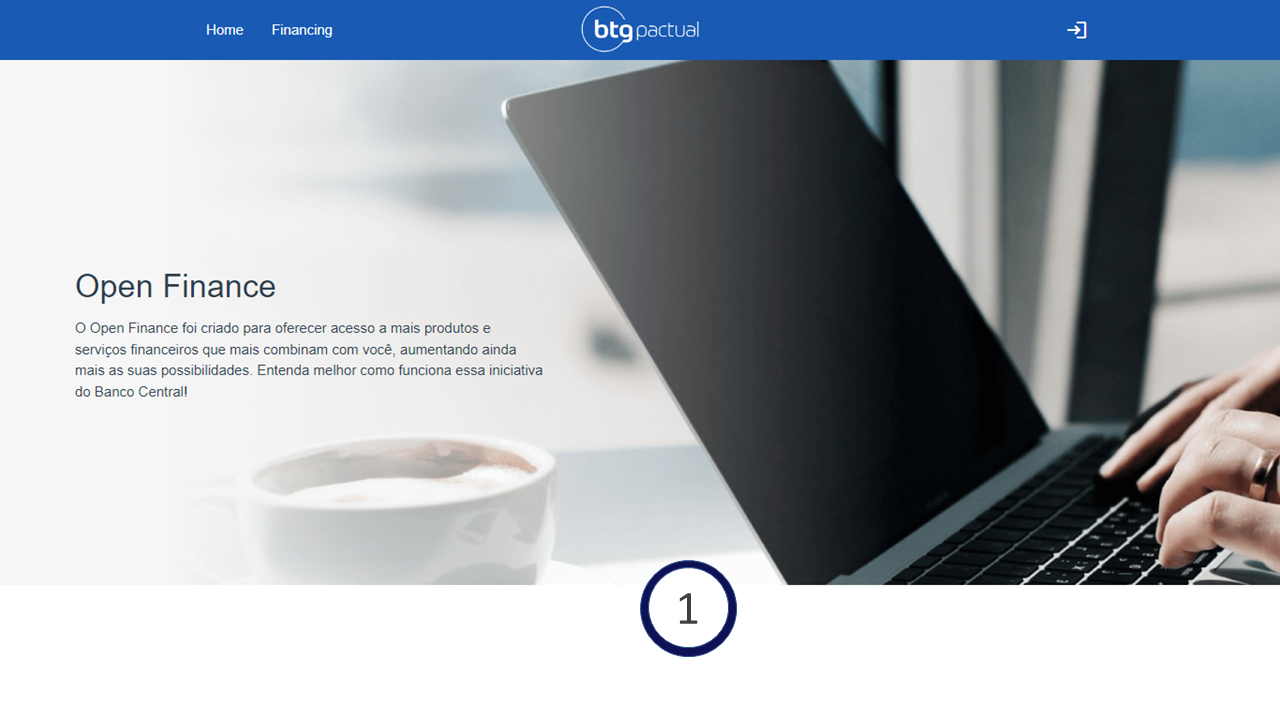 Home
Financing
btg pactual
Open Finance
O Open Finance foi criado para oferecer acesso a mais produtos e
serviços financeiros que mais combinam com você, aumentando ainda
mais as suas possibilidades. Entenda melhor como funciona essa iniciativa
do Banco Central!
1